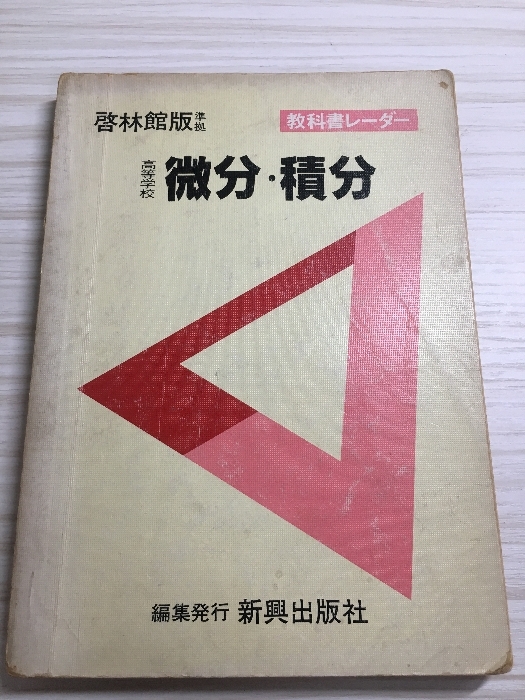 啓林館版準拠
教科書レーダー
高等学校 微分・積分
編集発行 新興出版社